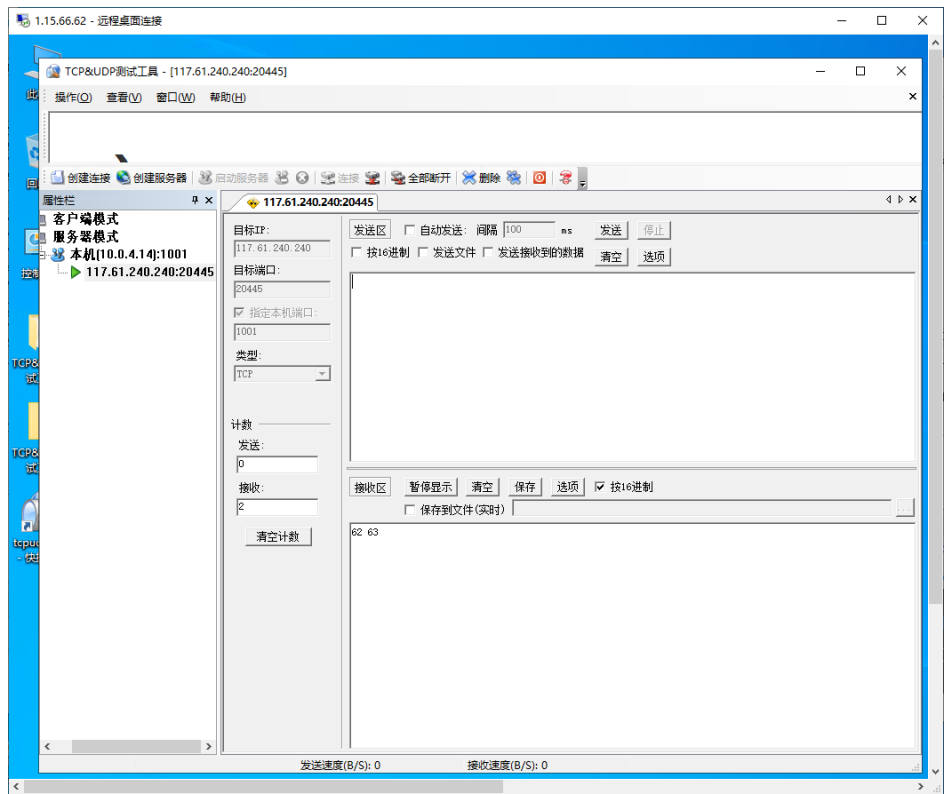 1.15.66.62 - 远程桌面连接
TCP&UDP测试工具 - [117.61.240.240:20445]
操作(O) 查看(V) 窗口(W) 帮助(H)
创建连接 创建服务器 启动服务器 连接 全部断开 删除
属性栏
客户端模式
服务器模式
本机(10.0.4.14):1001
117.61.240.240:20445
117.61.240.240:20445
目标IP:
117.61.240.240
目标端口:
20445
指定本机端口:
1001
类型:
TCP
计数
发送:
0
接收:
2
清空计数
发送区 自动发送: 间隔 100 ms 发送 停止
按16进制 发送文件 发送接收到的数据 清空 选项
接收区 暂停显示 清空 保存 选项 按16进制
保存到文件(实时) ...
62 63
发送速度(B/S): 0 接收速度(B/S): 0
TCP&
TCP&
tcpu